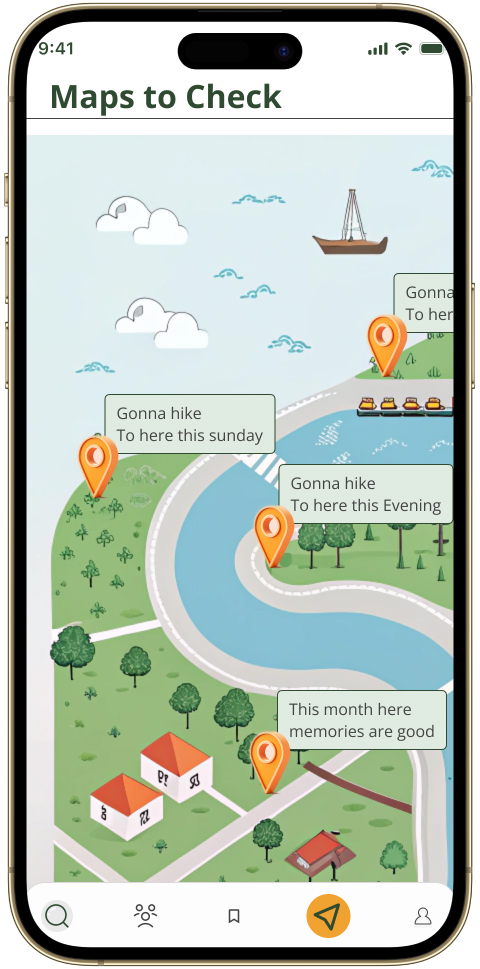 9:41
Maps to Check
Gonna
To her
Gonna hike
To here this sunday
Gonna hike
To here this Evening
This month here
memories are good